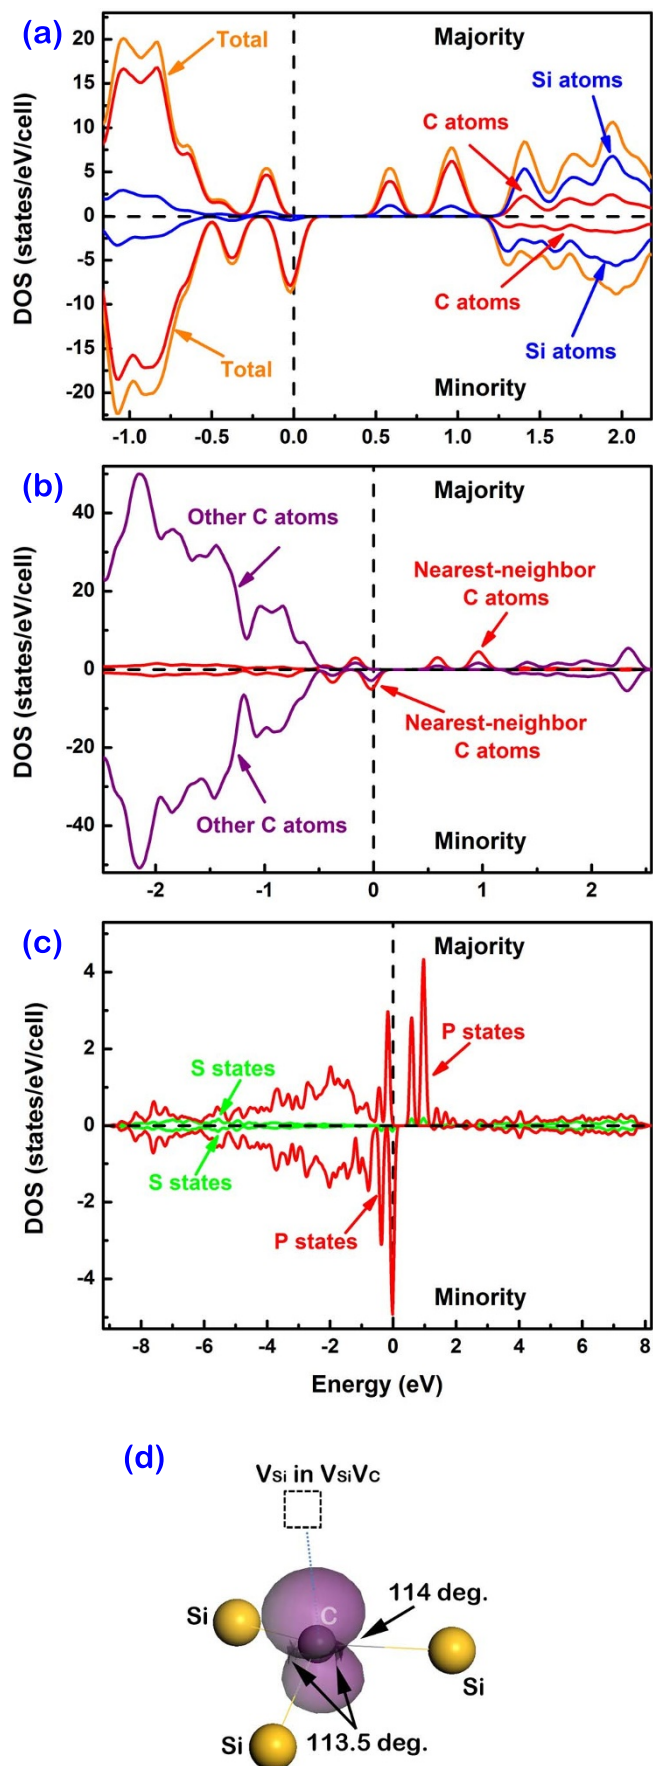 (a)
20
15
10
5
0
-5
-10
-15
-20
DOS (states/eV/cell)
Total
Majority
Si atoms
C atoms
C atoms
Si atoms
Total
Minority
-1.0 -0.5 0.0 0.5 1.0 1.5 2.0
(b)
40
20
0
-20
-40
DOS (states/eV/cell)
Majority
Other C atoms
Nearest-neighbor
C atoms
Nearest-neighbor
C atoms
Other C atoms
Minority
-2 -1 0 1 2
(c)
4
2
0
-2
-4
DOS (states/eV/cell)
Majority
P states
S states
S states
P states
Minority
-8 -6 -4 -2 0 2 4 6 8
Energy (eV)
(d)
VSi in VSiVC
114 deg.
C
Si
Si
Si
113.5 deg.